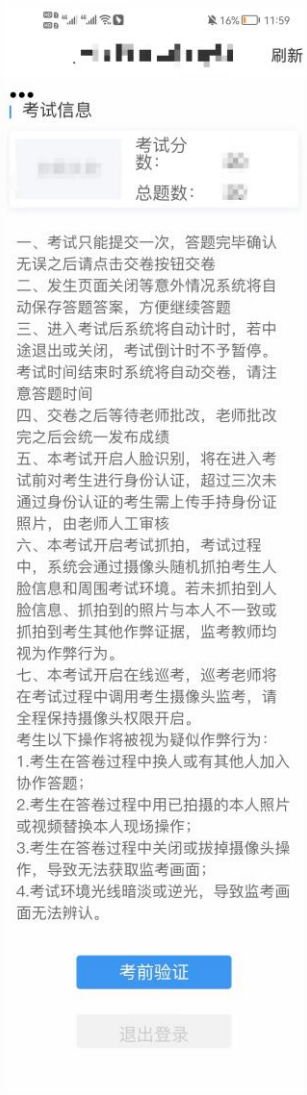 16% 11:59
刷新
考试信息
考试分
数：
总题数：
一、考试只能提交一次，答题完毕确认
无误之后请点击交卷按钮交卷
二、发生页面关闭等意外情况系统将自
动保存答题答案，方便继续答题
三、进入考试后系统将自动计时，若中
途退出或关闭，考试倒计时不予暂停。
考试时间结束时系统将自动交卷，请注
意答题时间
四、交卷之后等待老师批改，老师批改
完之后会统一发布成绩
五、本考试开启人脸识别，将在进入考
试前对考生进行身份认证，超过三次未
通过身份认证的考生需上传手持身份证
照片，由老师人工审核
六、本考试开启考试抓拍，考试过程
中，系统会通过摄像头随机抓拍考生人
脸信息和周围考试环境。若未抓拍到人
脸信息、抓拍到的照片与本人不一致或
抓拍到考生其他作弊证据，监考教师均
视为作弊行为。
七、本考试开启在线巡考，巡考老师将
在考试过程中调用考生摄像头监考，请
全程保持摄像头权限开启。
考生以下操作将被视为疑似作弊行为：
1.考生在答卷过程中换人或有其他人加入
协作答题；
2.考生在答卷过程中用已拍摄的本人照片
或视频替换本人现场操作；
3.考生在答卷过程中关闭或拔掉摄像头操
作，导致无法获取监考画面；
4.考试环境光线暗淡或逆光，导致监考画
面无法辨认。
考前验证
退出登录